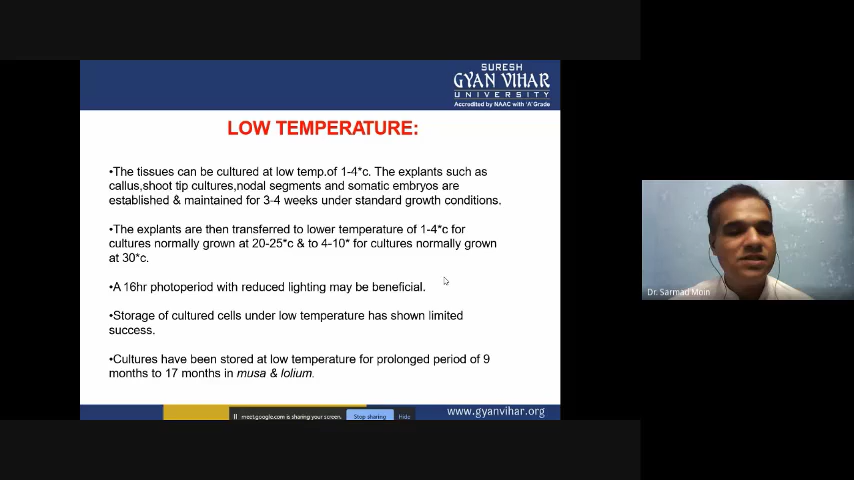 SURESH
GYAN VIHAR
UNIVERSITY
Accredited by NAAC with 'A' Grade
LOW TEMPERATURE:
•The tissues can be cultured at low temp.of 1-4*c. The explants such as
callus,shoot tip cultures,nodal segments and somatic embryos are
established & maintained for 3-4 weeks under standard growth conditions.
•The explants are then transferred to lower temperature of 1-4*c for
cultures normally grown at 20-25*c & to 4-10* for cultures normally grown
at 30*c.
•A 16hr photoperiod with reduced lighting may be beneficial.
•Storage of cultured cells under low temperature has shown limited
success.
•Cultures have been stored at low temperature for prolonged period of 9
months to 17 months in musa & lolium.
meet.google.com is sharing your screen.
Stop sharing
Hide
www.gyanvihar.org
Dr. Sarmad Moin